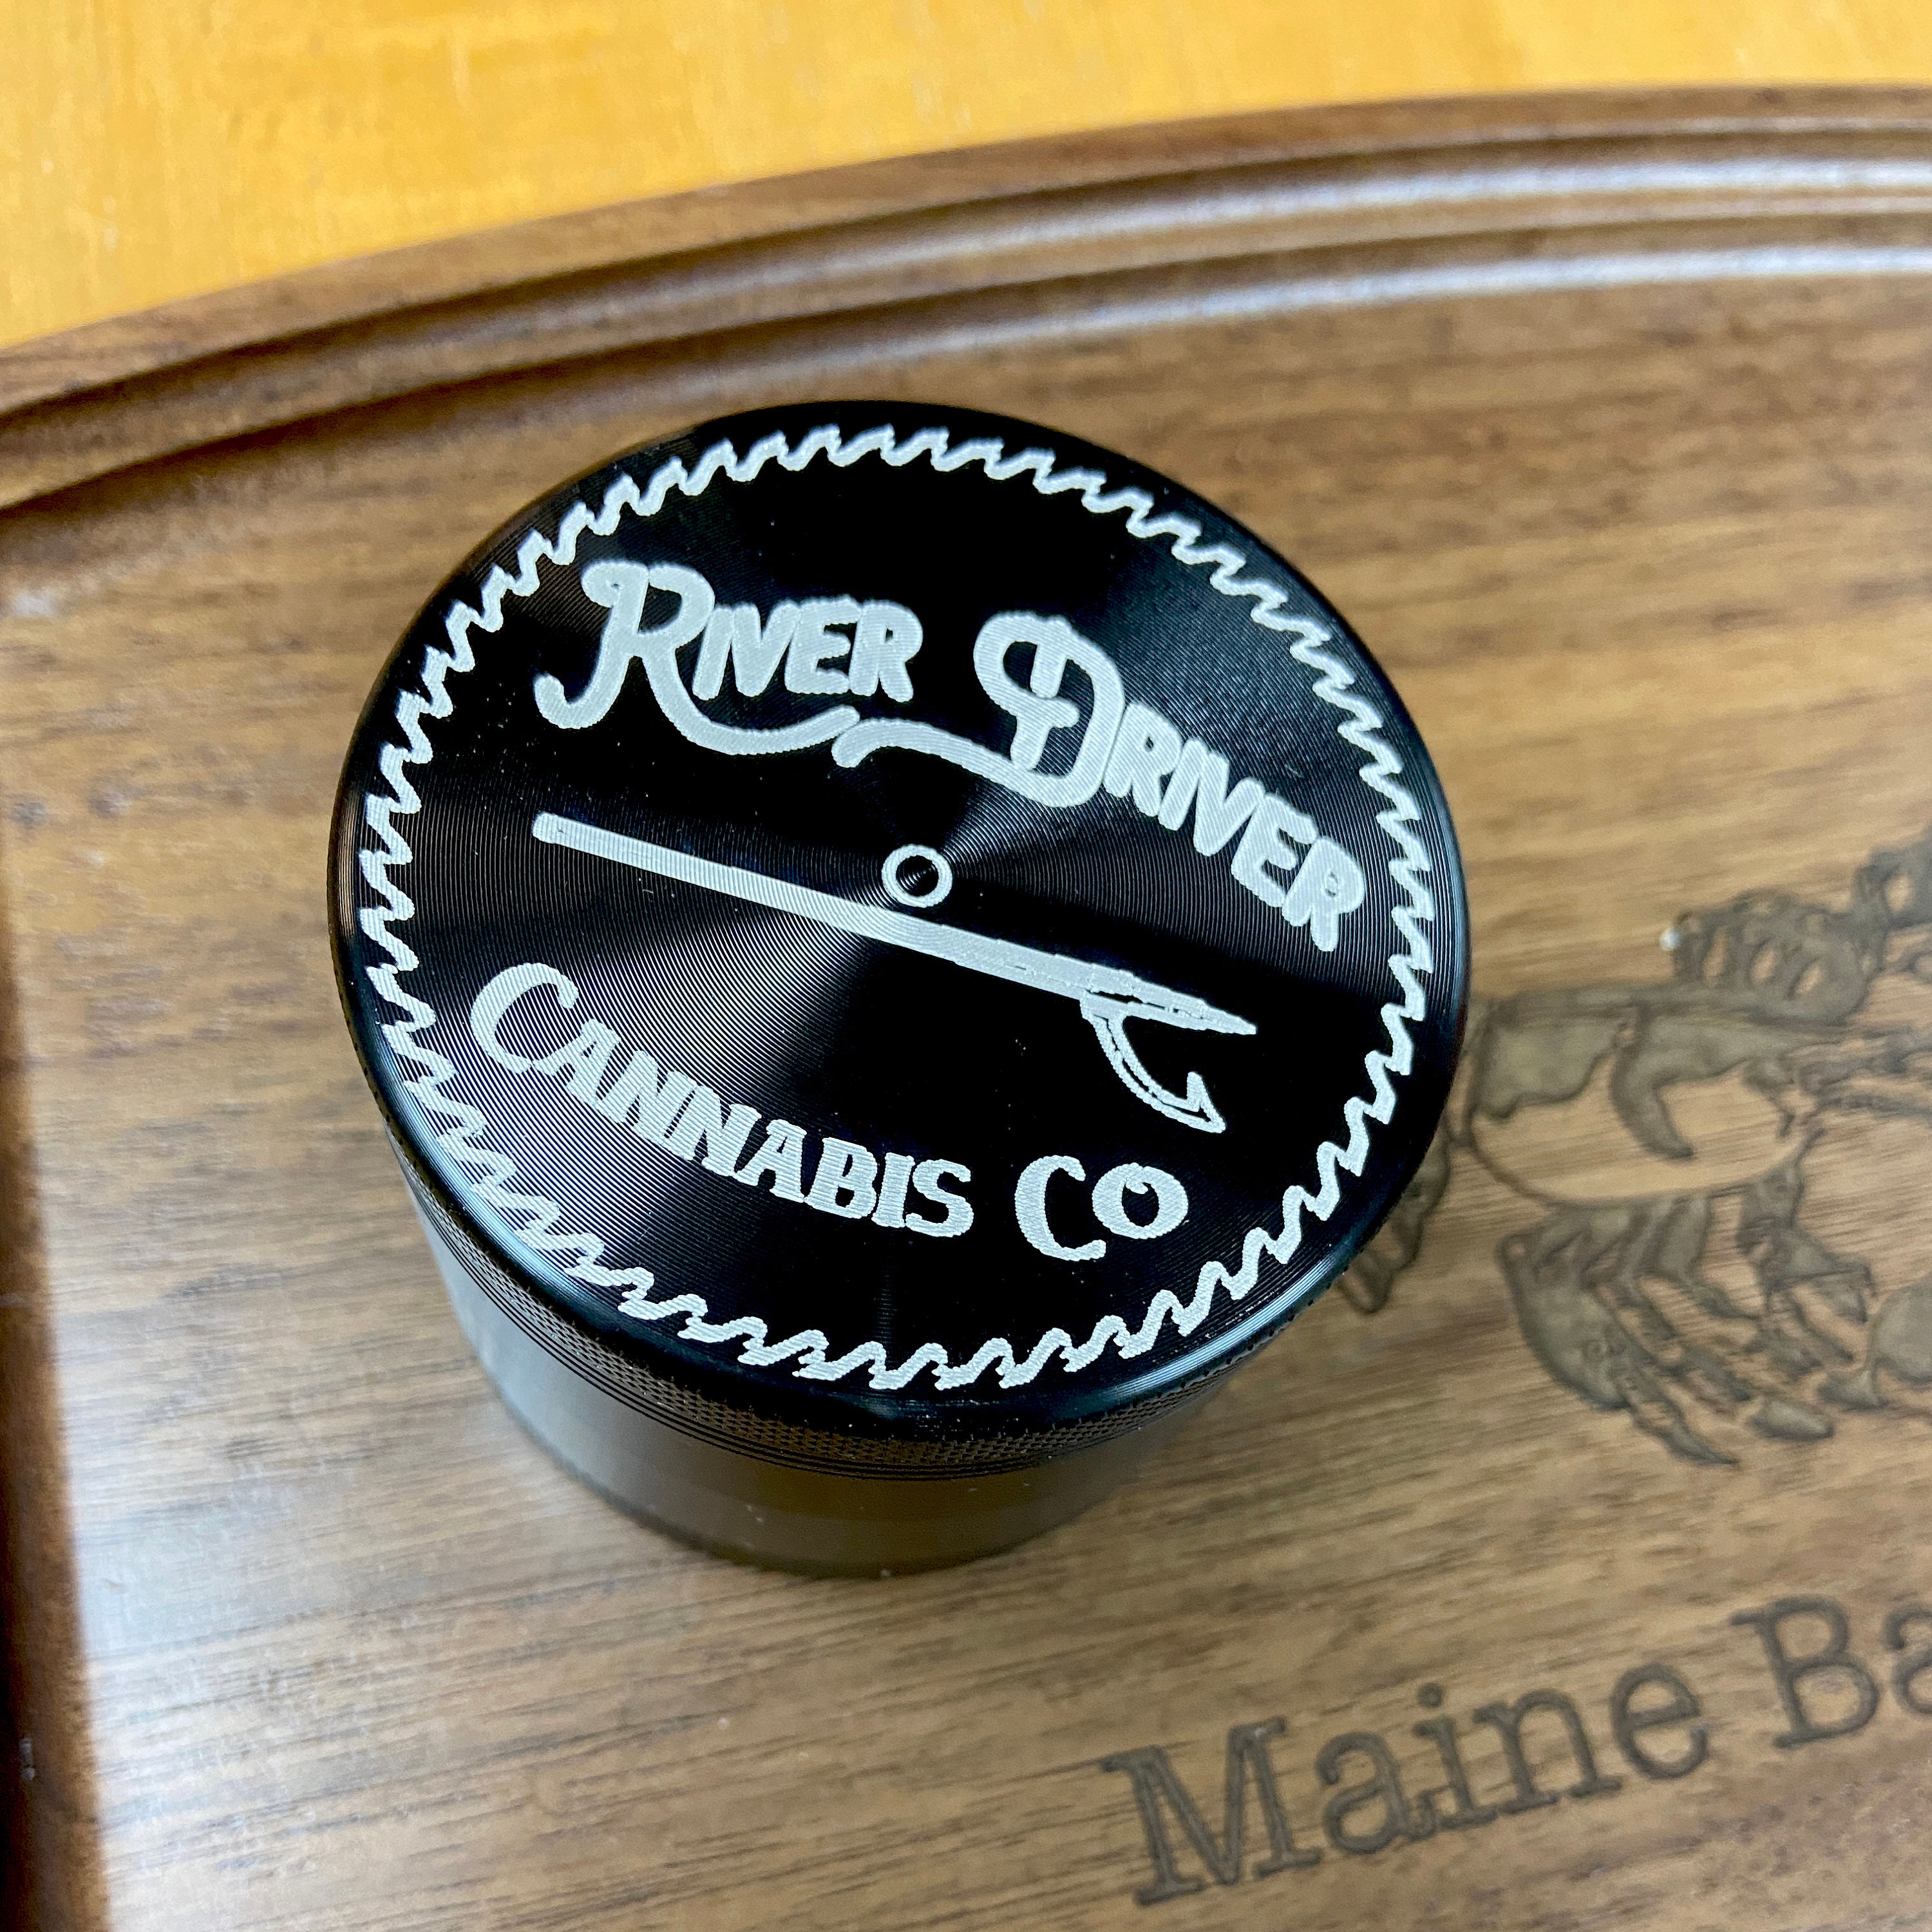 River Driver
Cannabis Co
Maine Ba